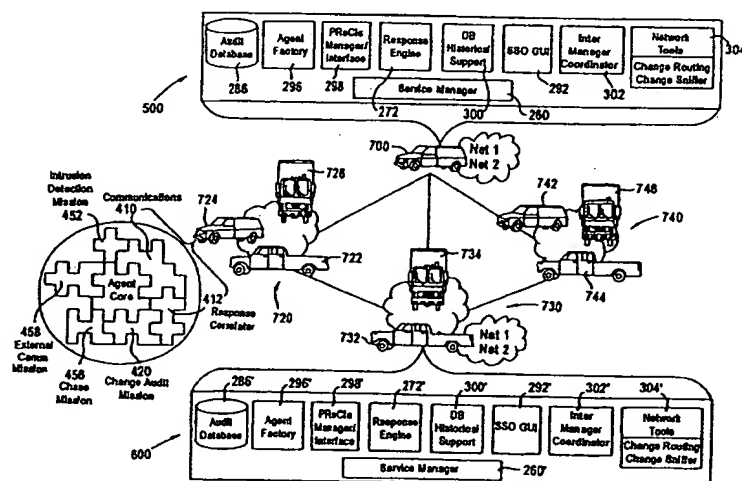 Audit
Database
286
Agent
Factory
296
PReCis
Manager/
Interface
298
Response
Engine
272
DB
Historical
Support
300
SSO GUI
292
Inter
Manager
Coordinator
302
Network
Tools
304
Change Routing
Change Sniffer
Service Manager
260
500
700
Net 1
Net 2
726
742
746
Intrusion
Detection
Mission
452
Communications
410
724
740
734
722
744
Agent
Core
412
Response
Correlator
720
730
458
External
Comm
Mission
456
Chase
Mission
420
Change Audit
Mission
732
Net 1
Net 2
286'
296'
298'
272'
300'
292'
302'
304'
Audit
Database
Agent
Factory
PReCis
Manager/
Interface
Response
Engine
DB
Historical
Support
SSO GUI
Inter
Manager
Coordinator
Network
Tools
Change Routing
Change Sniffer
600
Service Manager
260'